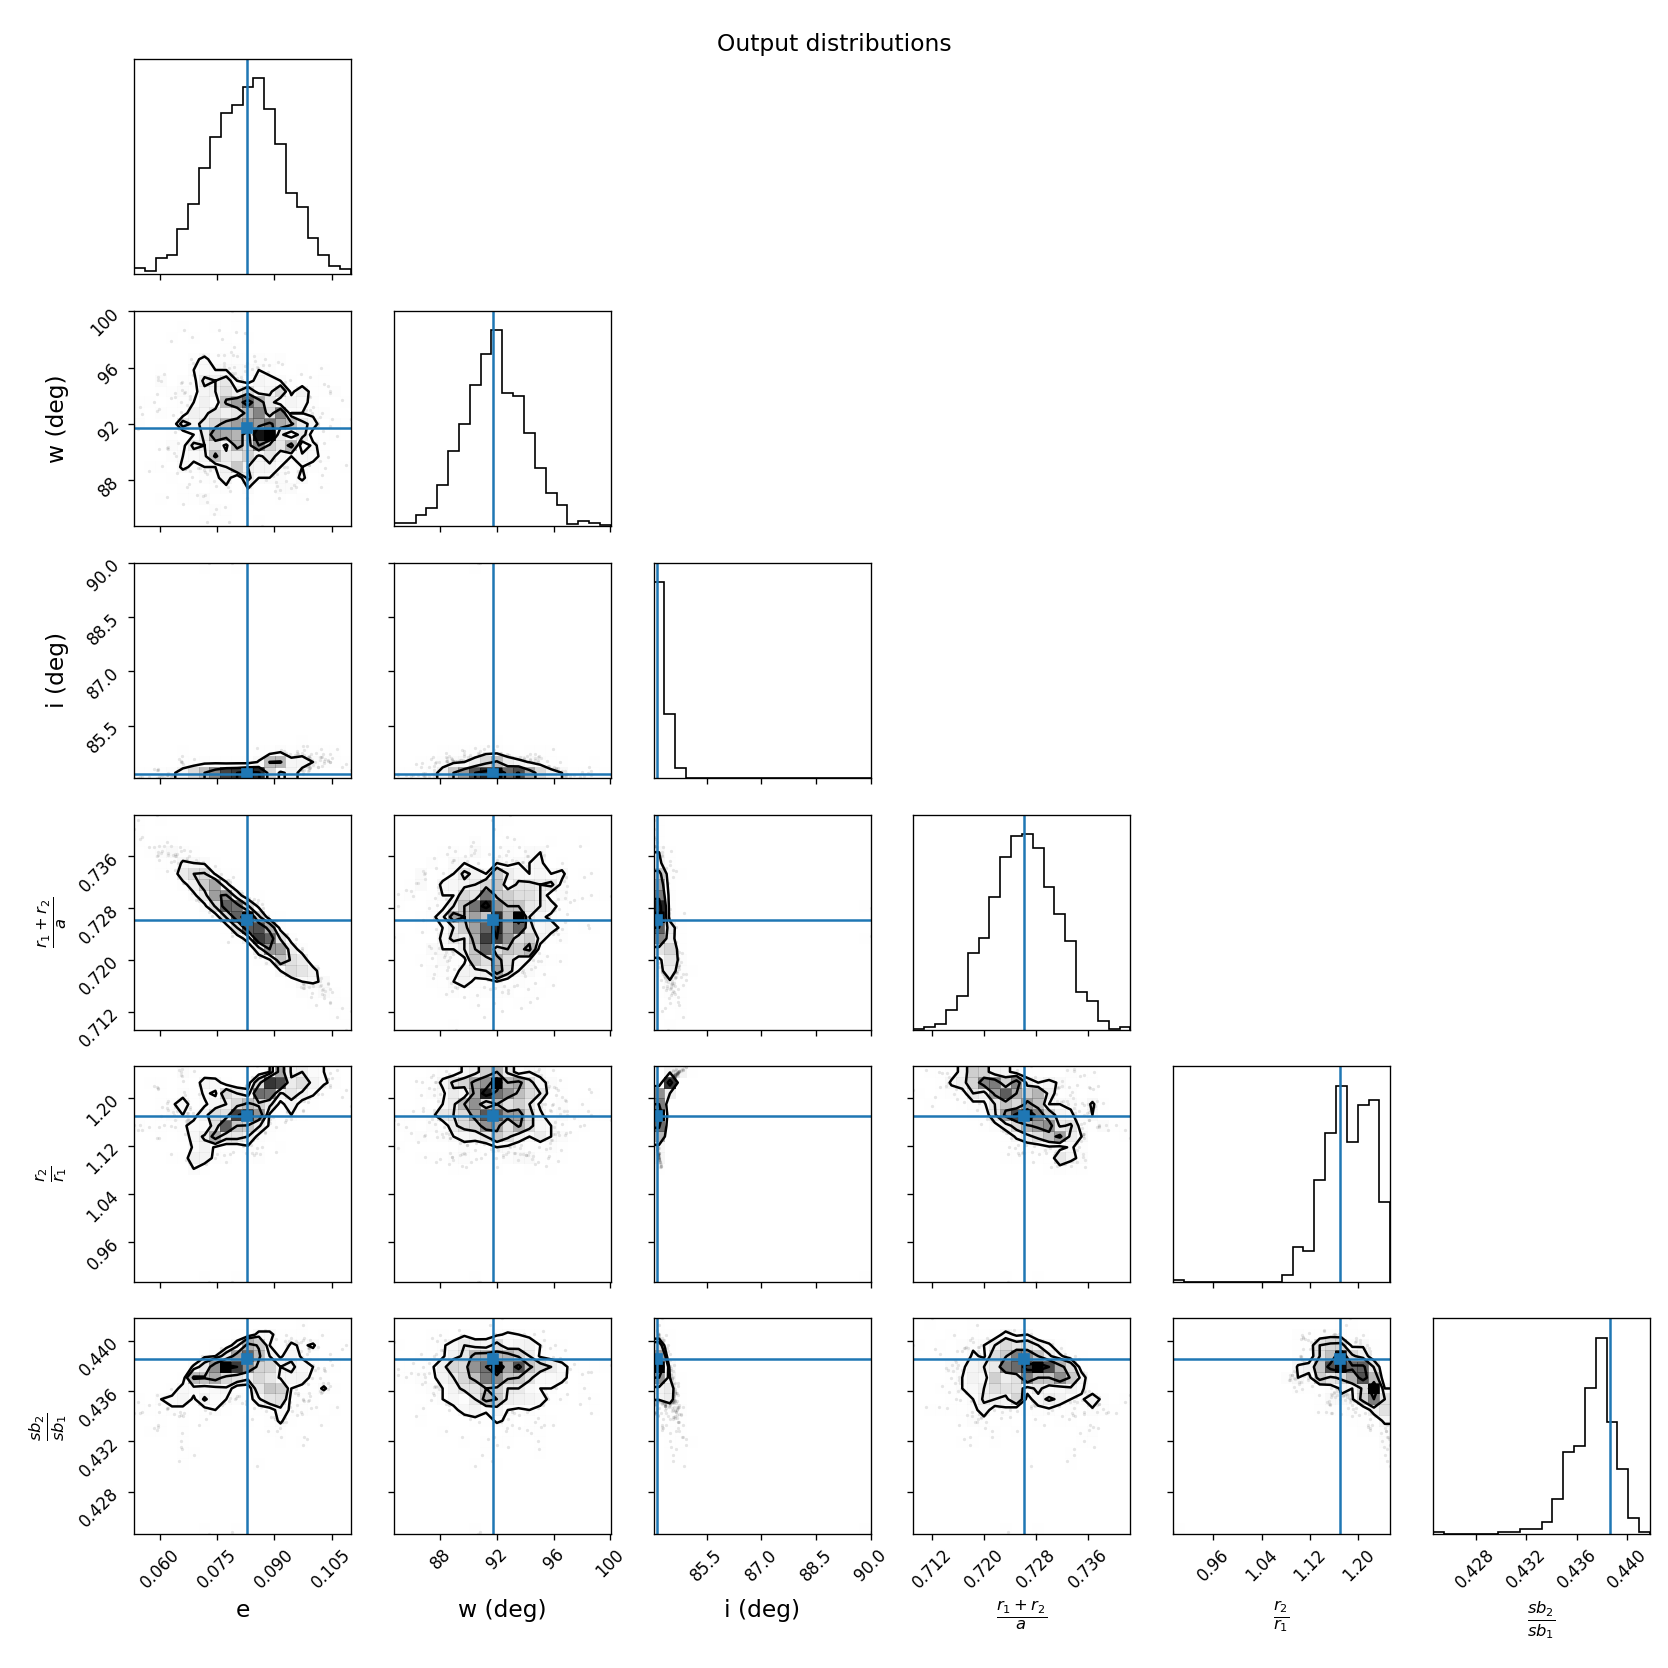 Output distributions
w (deg)
100
96
92
88
i (deg)
90.0
88.5
87.0
85.5
r₁ + r₂ / a
0.736
0.728
0.720
0.712
r₂ / r₁
1.20
1.12
1.04
0.96
sb₂ / sb₁
0.440
0.436
0.432
0.428
0.060 0.075 0.090 0.105
88 92 96 100
85.5 87.0 88.5 90.0
0.712 0.720 0.728 0.736
0.96 1.04 1.12 1.20
0.428 0.432 0.436 0.440
e
w (deg)
i (deg)
r₁ + r₂ / a
r₂ / r₁
sb₂ / sb₁